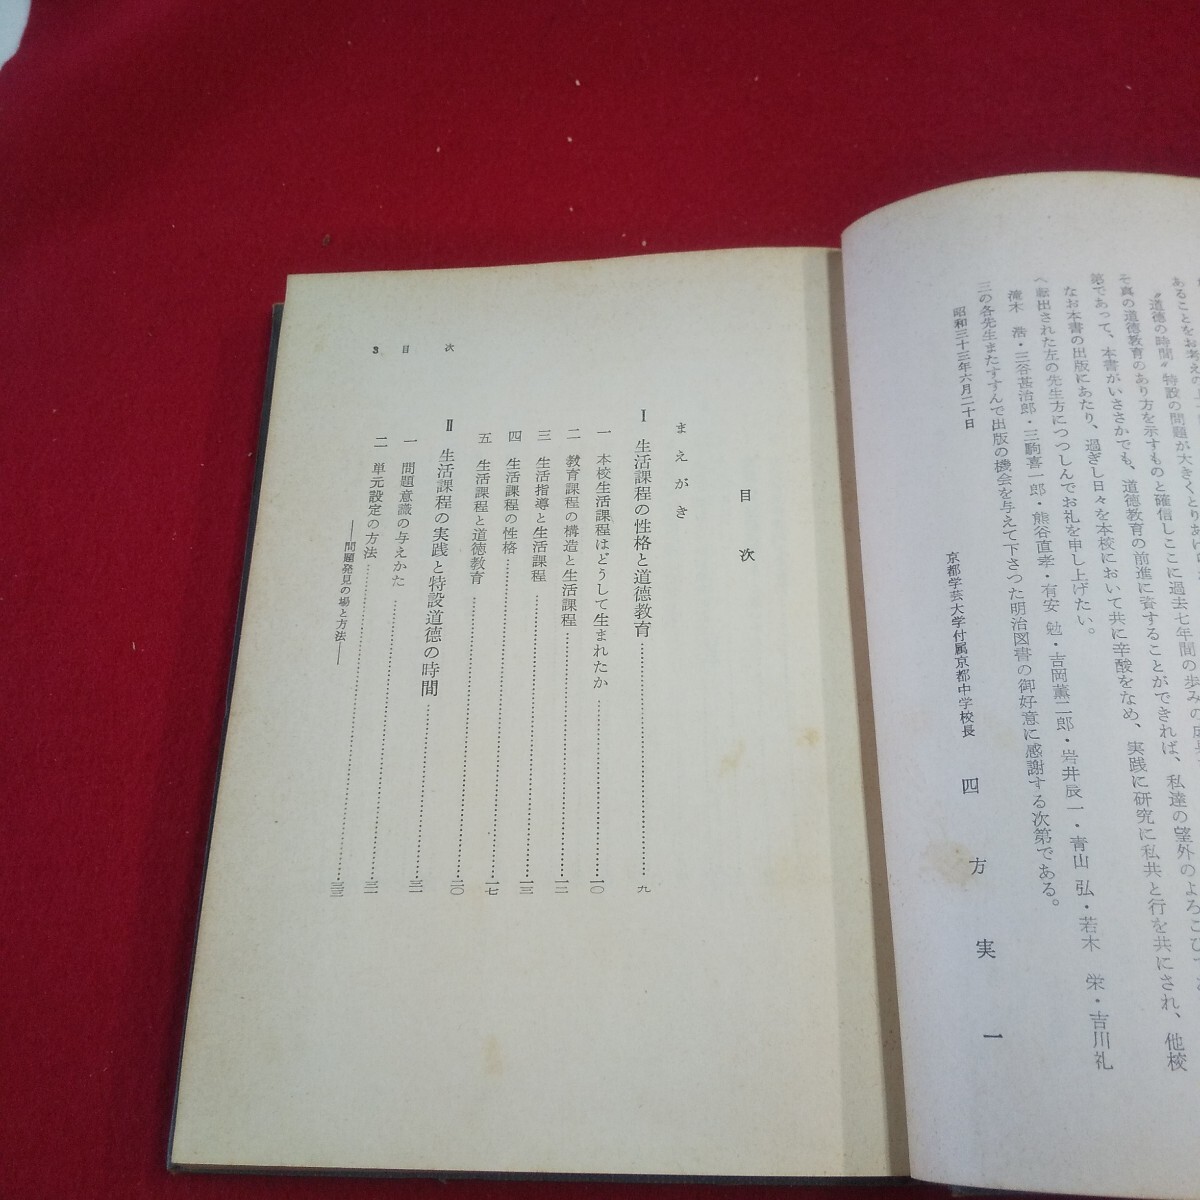 あることをお考え
〝道徳の時間〟特設の問題が大きくとりあげ
そ真の道徳教育のあり方を示すものと確信しここに過去七年間の歩みの
第であって、本書がいささかでも、道徳教育の前進に資することができれば、私達の望外のよろこびで
なお本書の出版にあたり、過ぎし日々を本校において共に辛酸をなめ、実践に研究に私共と行を共にされ、他校
へ転出された左の先生方につつしんでお礼を申し上げたい。
滝木　浩・三谷甚治郎・三駒喜一郎・熊谷直孝・有安　勉・吉岡薫二郎・岩井辰一・青山　弘・若木　栄・吉川礼
三の各先生またすすんで出版の機会を与えて下さつた明治図書の御好意に感謝する次第である。
昭和三十三年六月二十日
京都学芸大学付属京都中学校長
四方実一
目次
まえがき
Ⅰ　生活課程の性格と道徳教育……九
一　本校生活課程はどうして生まれたか……一〇
二　教育課程の構造と生活課程……一二
三　生活指導と生活課程……一三
四　生活課程の性格……一三
五　生活課程と道徳教育……一七
Ⅱ　生活課程の実践と特設道徳の時間……二〇
一　問題意識の与えかた……三一
二　単元設定の方法……三二
――問題発見の場と方法――……三三
3　目　次